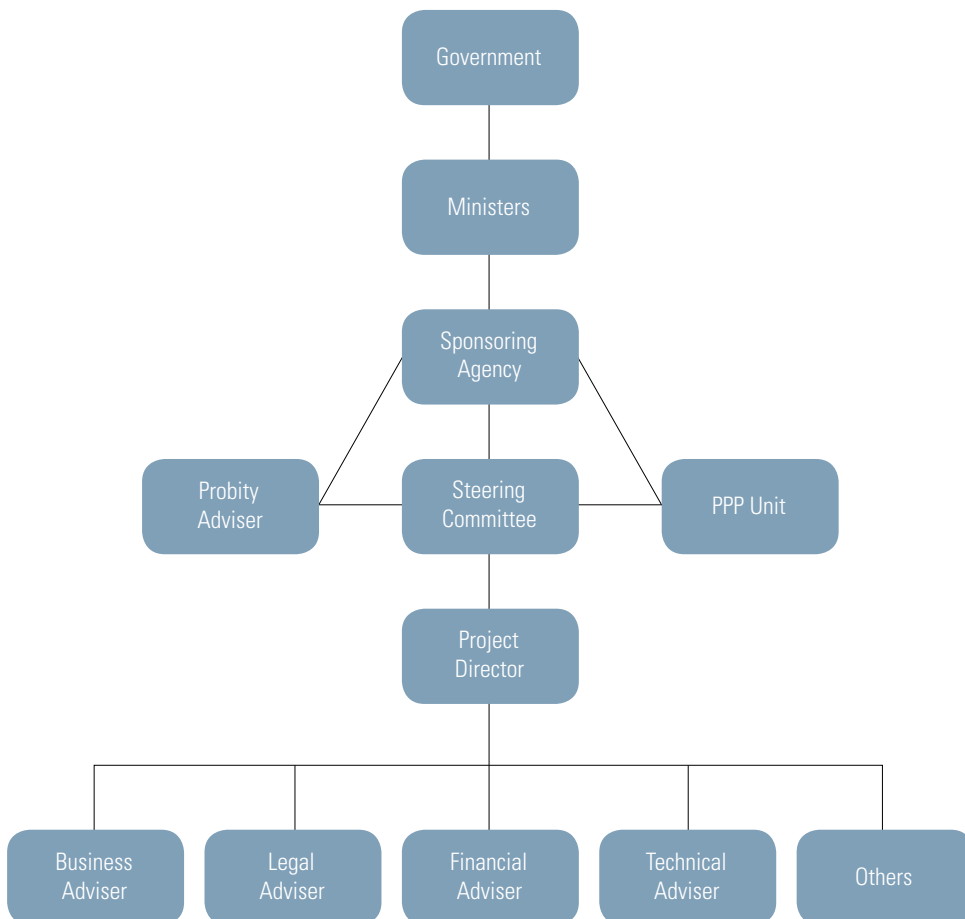 Government
Ministers
Sponsoring
Agency
Probity
Adviser
Steering
Committee
PPP Unit
Project
Director
Business
Adviser
Legal
Adviser
Financial
Adviser
Technical
Adviser
Others